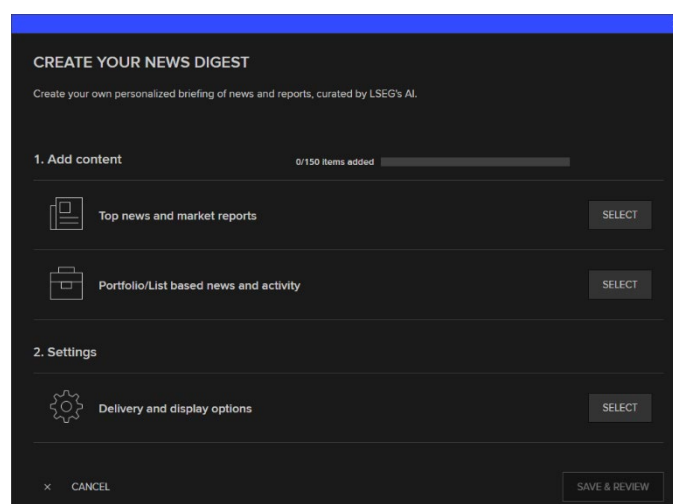 CREATE YOUR NEWS DIGEST
Create your own personalized briefing of news and reports, curated by LSEG's AI.
1. Add content
0/150 items added
Top news and market reports
SELECT
Portfolio/List based news and activity
SELECT
2. Settings
Delivery and display options
SELECT
× CANCEL
SAVE & REVIEW